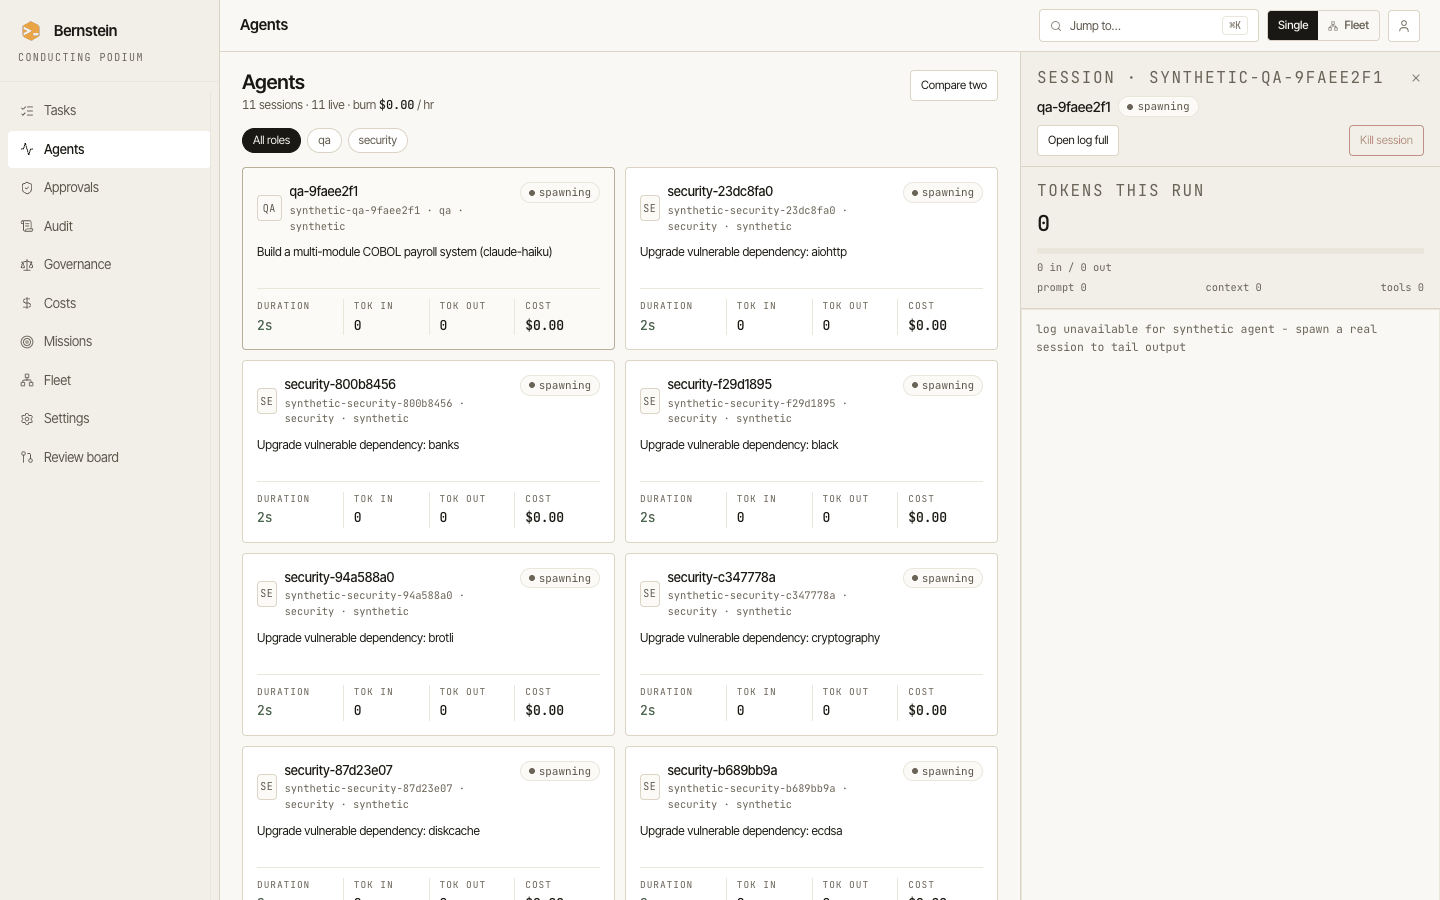 Bernstein
CONDUCTING PODIUM
Tasks
Agents
Approvals
Audit
Governance
Costs
Missions
Fleet
Settings
Review board
Agents
Jump to...
⌘K
Single
Fleet
Agents
11 sessions · 11 live · burn $0.00 / hr
Compare two
All roles
qa
security
QA
qa-9faee2f1
spawning
synthetic-qa-9faee2f1 · qa ·
synthetic
Build a multi-module COBOL payroll system (claude-haiku)
DURATION TOK IN TOK OUT COST
2s 0 0 $0.00
SE
security-23dc8fa0
spawning
synthetic-security-23dc8fa0 ·
security · synthetic
Upgrade vulnerable dependency: aiohttp
DURATION TOK IN TOK OUT COST
2s 0 0 $0.00
SE
security-800b8456
spawning
synthetic-security-800b8456 ·
security · synthetic
Upgrade vulnerable dependency: banks
DURATION TOK IN TOK OUT COST
2s 0 0 $0.00
SE
security-f29d1895
spawning
synthetic-security-f29d1895 ·
security · synthetic
Upgrade vulnerable dependency: black
DURATION TOK IN TOK OUT COST
2s 0 0 $0.00
SE
security-94a588a0
spawning
synthetic-security-94a588a0 ·
security · synthetic
Upgrade vulnerable dependency: brotli
DURATION TOK IN TOK OUT COST
2s 0 0 $0.00
SE
security-c347778a
spawning
synthetic-security-c347778a ·
security · synthetic
Upgrade vulnerable dependency: cryptography
DURATION TOK IN TOK OUT COST
2s 0 0 $0.00
SE
security-87d23e07
spawning
synthetic-security-87d23e07 ·
security · synthetic
Upgrade vulnerable dependency: diskcache
DURATION TOK IN TOK OUT COST
SE
security-b689bb9a
spawning
synthetic-security-b689bb9a ·
security · synthetic
Upgrade vulnerable dependency: ecdsa
DURATION TOK IN TOK OUT COST
SESSION · SYNTHETIC-QA-9FAEE2F1
qa-9faee2f1
spawning
Open log full
Kill session
TOKENS THIS RUN
0
0 in / 0 out
prompt 0 context 0 tools 0
log unavailable for synthetic agent - spawn a real
session to tail output